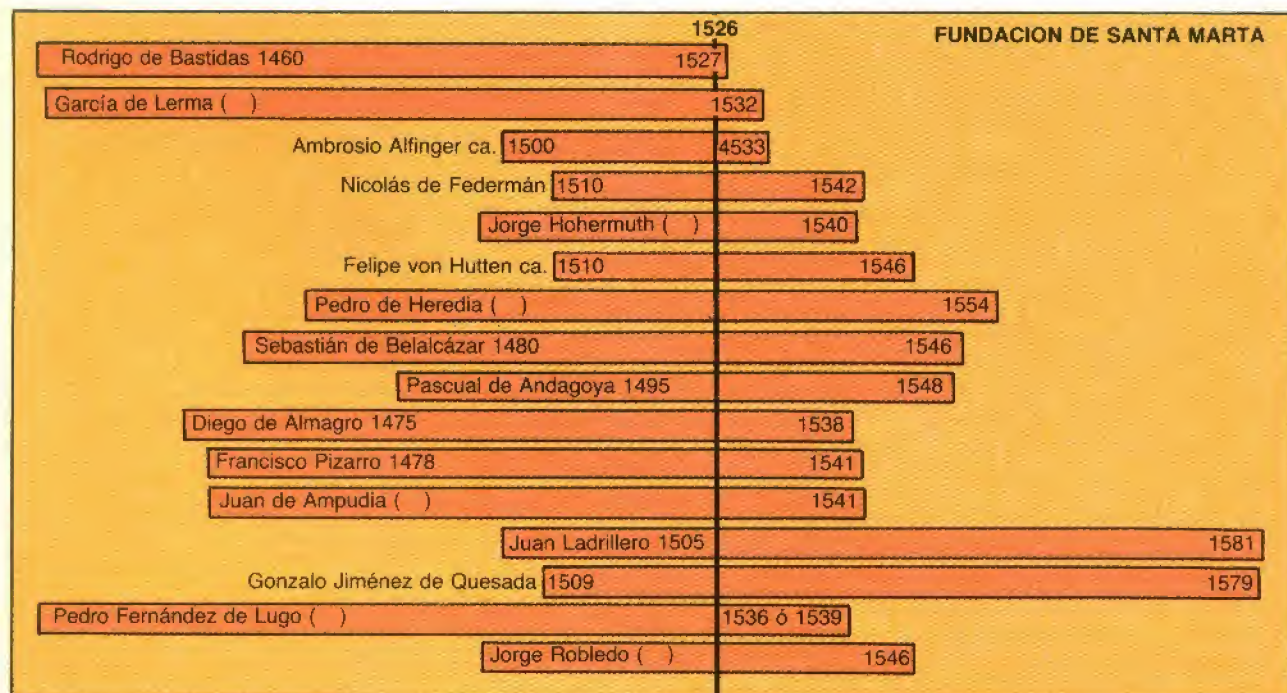 1526
FUNDACION DE SANTA MARTA
Rodrigo de Bastidas 1460 1527
García de Lerma ( ) 1532
Ambrosio Alfinger ca. 1500 4533
Nicolás de Federmán 1510 1542
Jorge Hohermuth ( ) 1540
Felipe von Hutten ca. 1510 1546
Pedro de Heredia ( ) 1554
Sebastián de Belalcázar 1480 1546
Pascual de Andagoya 1495 1548
Diego de Almagro 1475 1538
Francisco Pizarro 1478 1541
Juan de Ampudia ( ) 1541
Juan Ladrillero 1505 1581
Gonzalo Jiménez de Quesada 1509 1579
Pedro Fernández de Lugo ( ) 1536 ó 1539
Jorge Robledo ( ) 1546